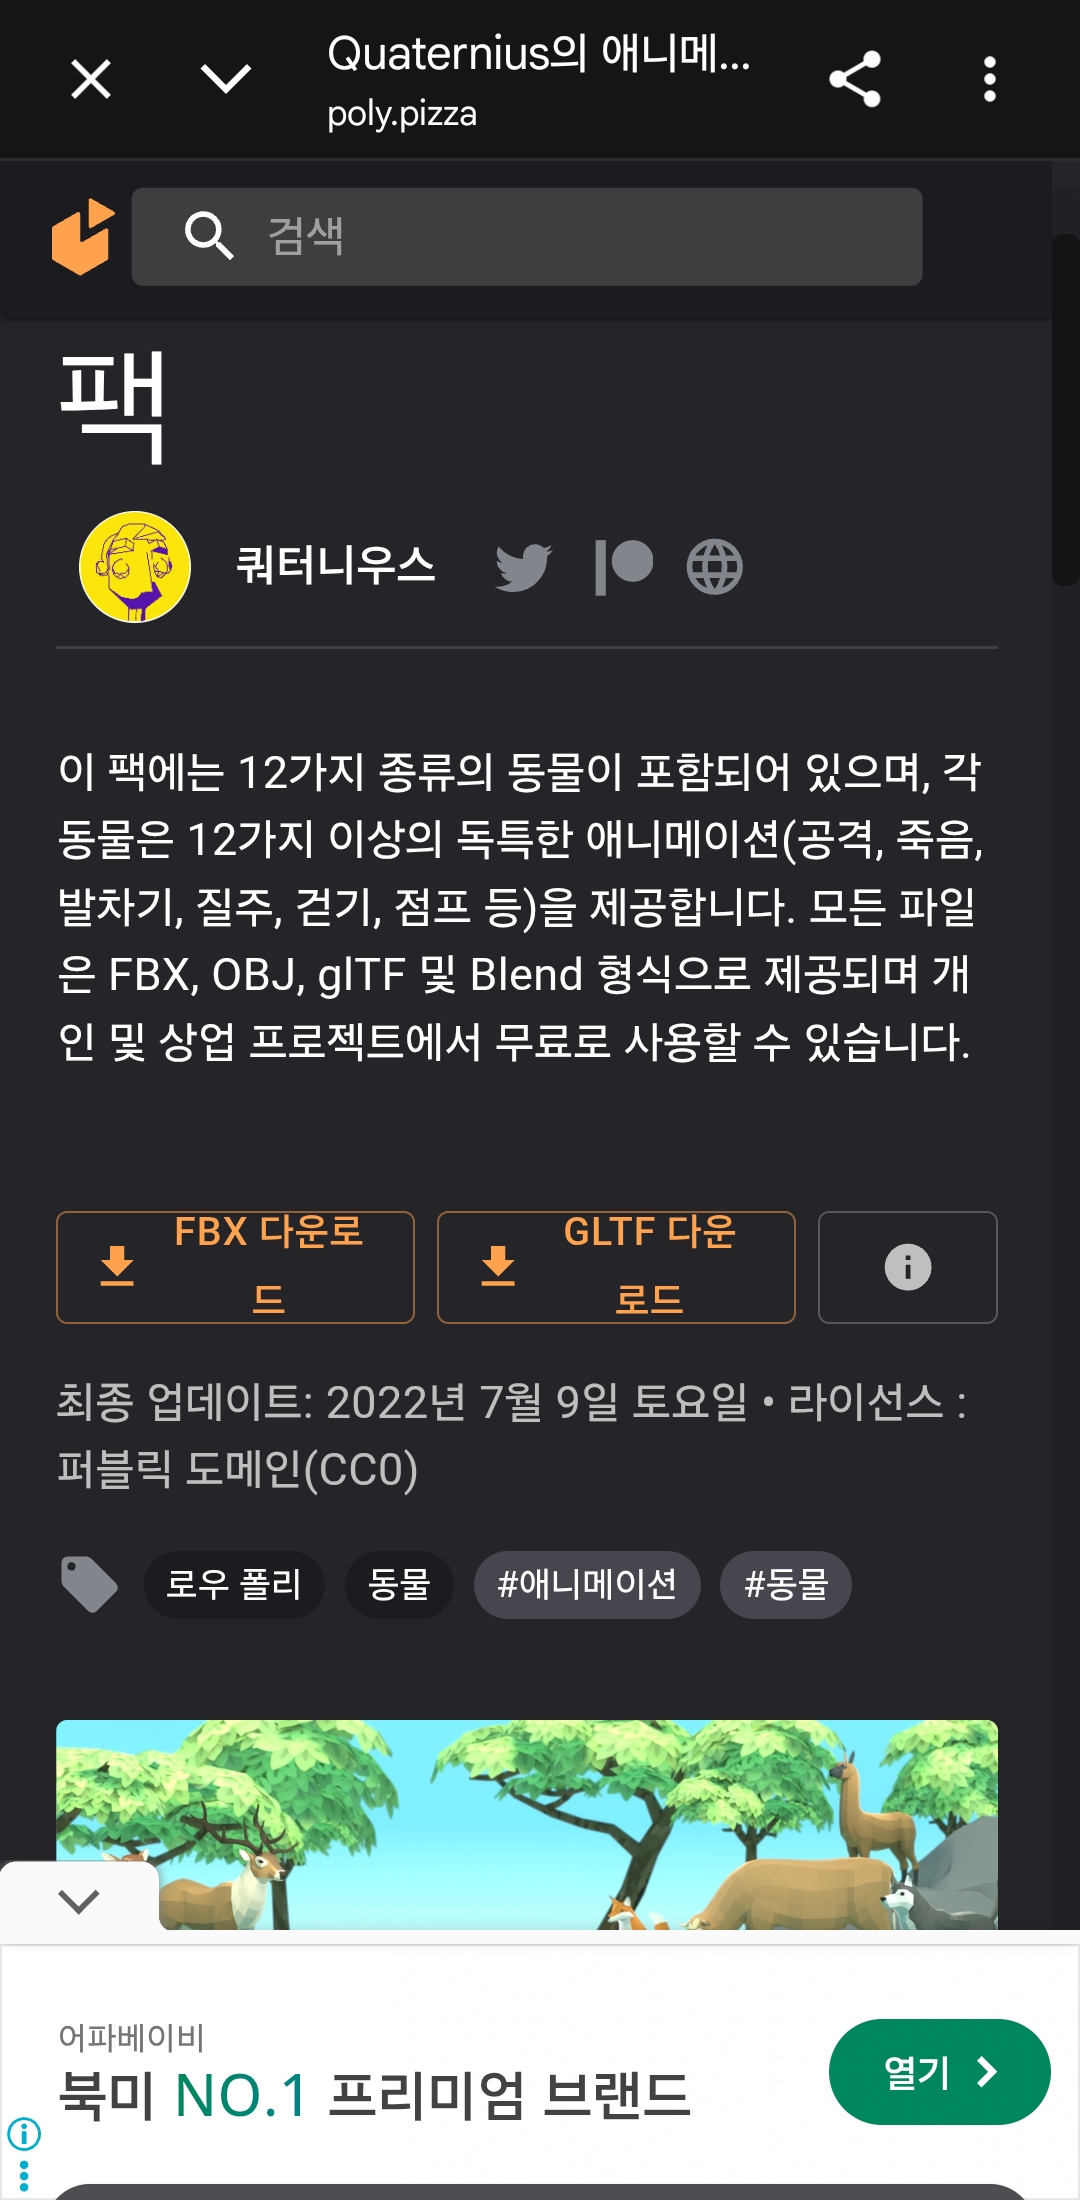 Quaternius의 애니메...
poly.pizza
검색
팩
쿼터니우스
이 팩에는 12가지 종류의 동물이 포함되어 있으며, 각
동물은 12가지 이상의 독특한 애니메이션(공격, 죽음,
발차기, 질주, 걷기, 점프 등)을 제공합니다. 모든 파일
은 FBX, OBJ, glTF 및 Blend 형식으로 제공되며 개
인 및 상업 프로젝트에서 무료로 사용할 수 있습니다.
FBX 다운로
드
GLTF 다운
로드
최종 업데이트: 2022년 7월 9일 토요일 • 라이선스 :
퍼블릭 도메인(CC0)
로우 폴리
동물
#애니메이션
#동물
어파베이비
북미 NO.1 프리미엄 브랜드
열기